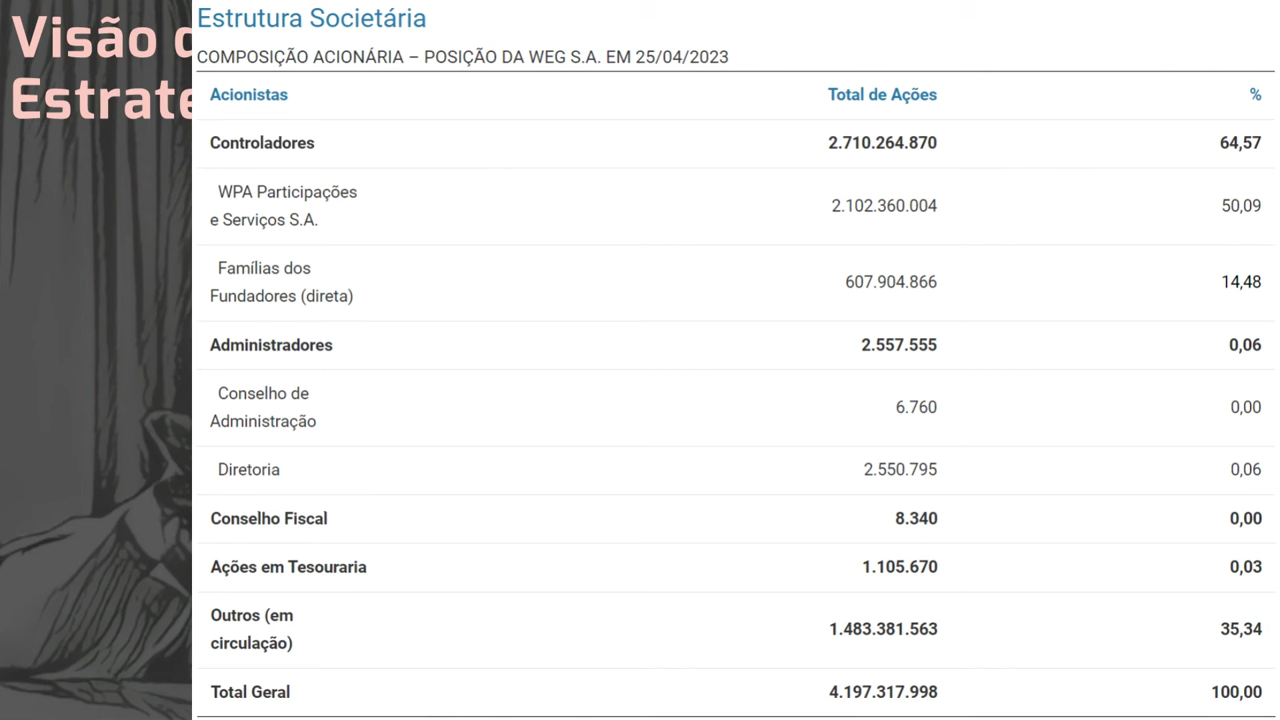 Visão
Estrate
Estrutura Societária
COMPOSIÇÃO ACIONÁRIA – POSIÇÃO DA WEG S.A. EM 25/04/2023
Acionistas Total de Ações %
Controladores 2.710.264.870 64,57
WPA Participações
e Serviços S.A. 2.102.360.004 50,09
Famílias dos
Fundadores (direta) 607.904.866 14,48
Administradores 2.557.555 0,06
Conselho de
Administração 6.760 0,00
Diretoria 2.550.795 0,06
Conselho Fiscal 8.340 0,00
Ações em Tesouraria 1.105.670 0,03
Outros (em
circulação) 1.483.381.563 35,34
Total Geral 4.197.317.998 100,00